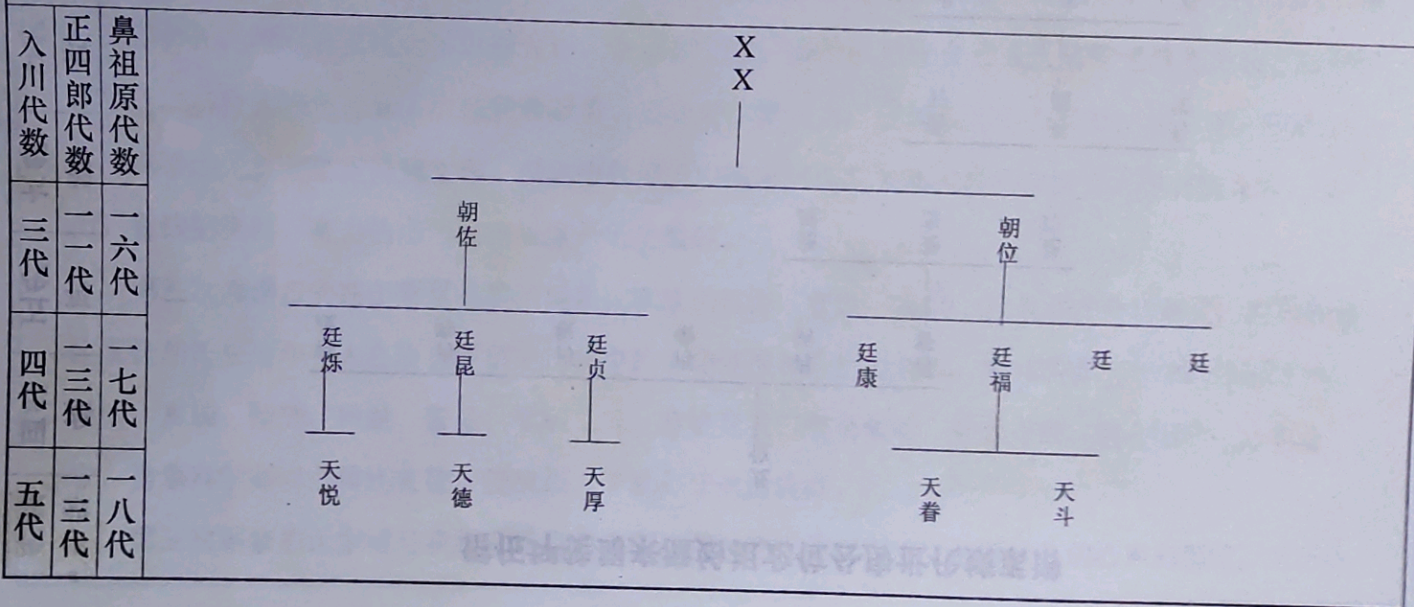 入川代数
正四郎代数
鼻祖原代数
XX
三代
一一代
一六代
朝佐
朝位
四代
一三代
一七代
廷烁
廷昆
廷贞
廷康
廷福
廷
廷
五代
一三代
一八代
天悦
天德
天厚
天眷
天斗